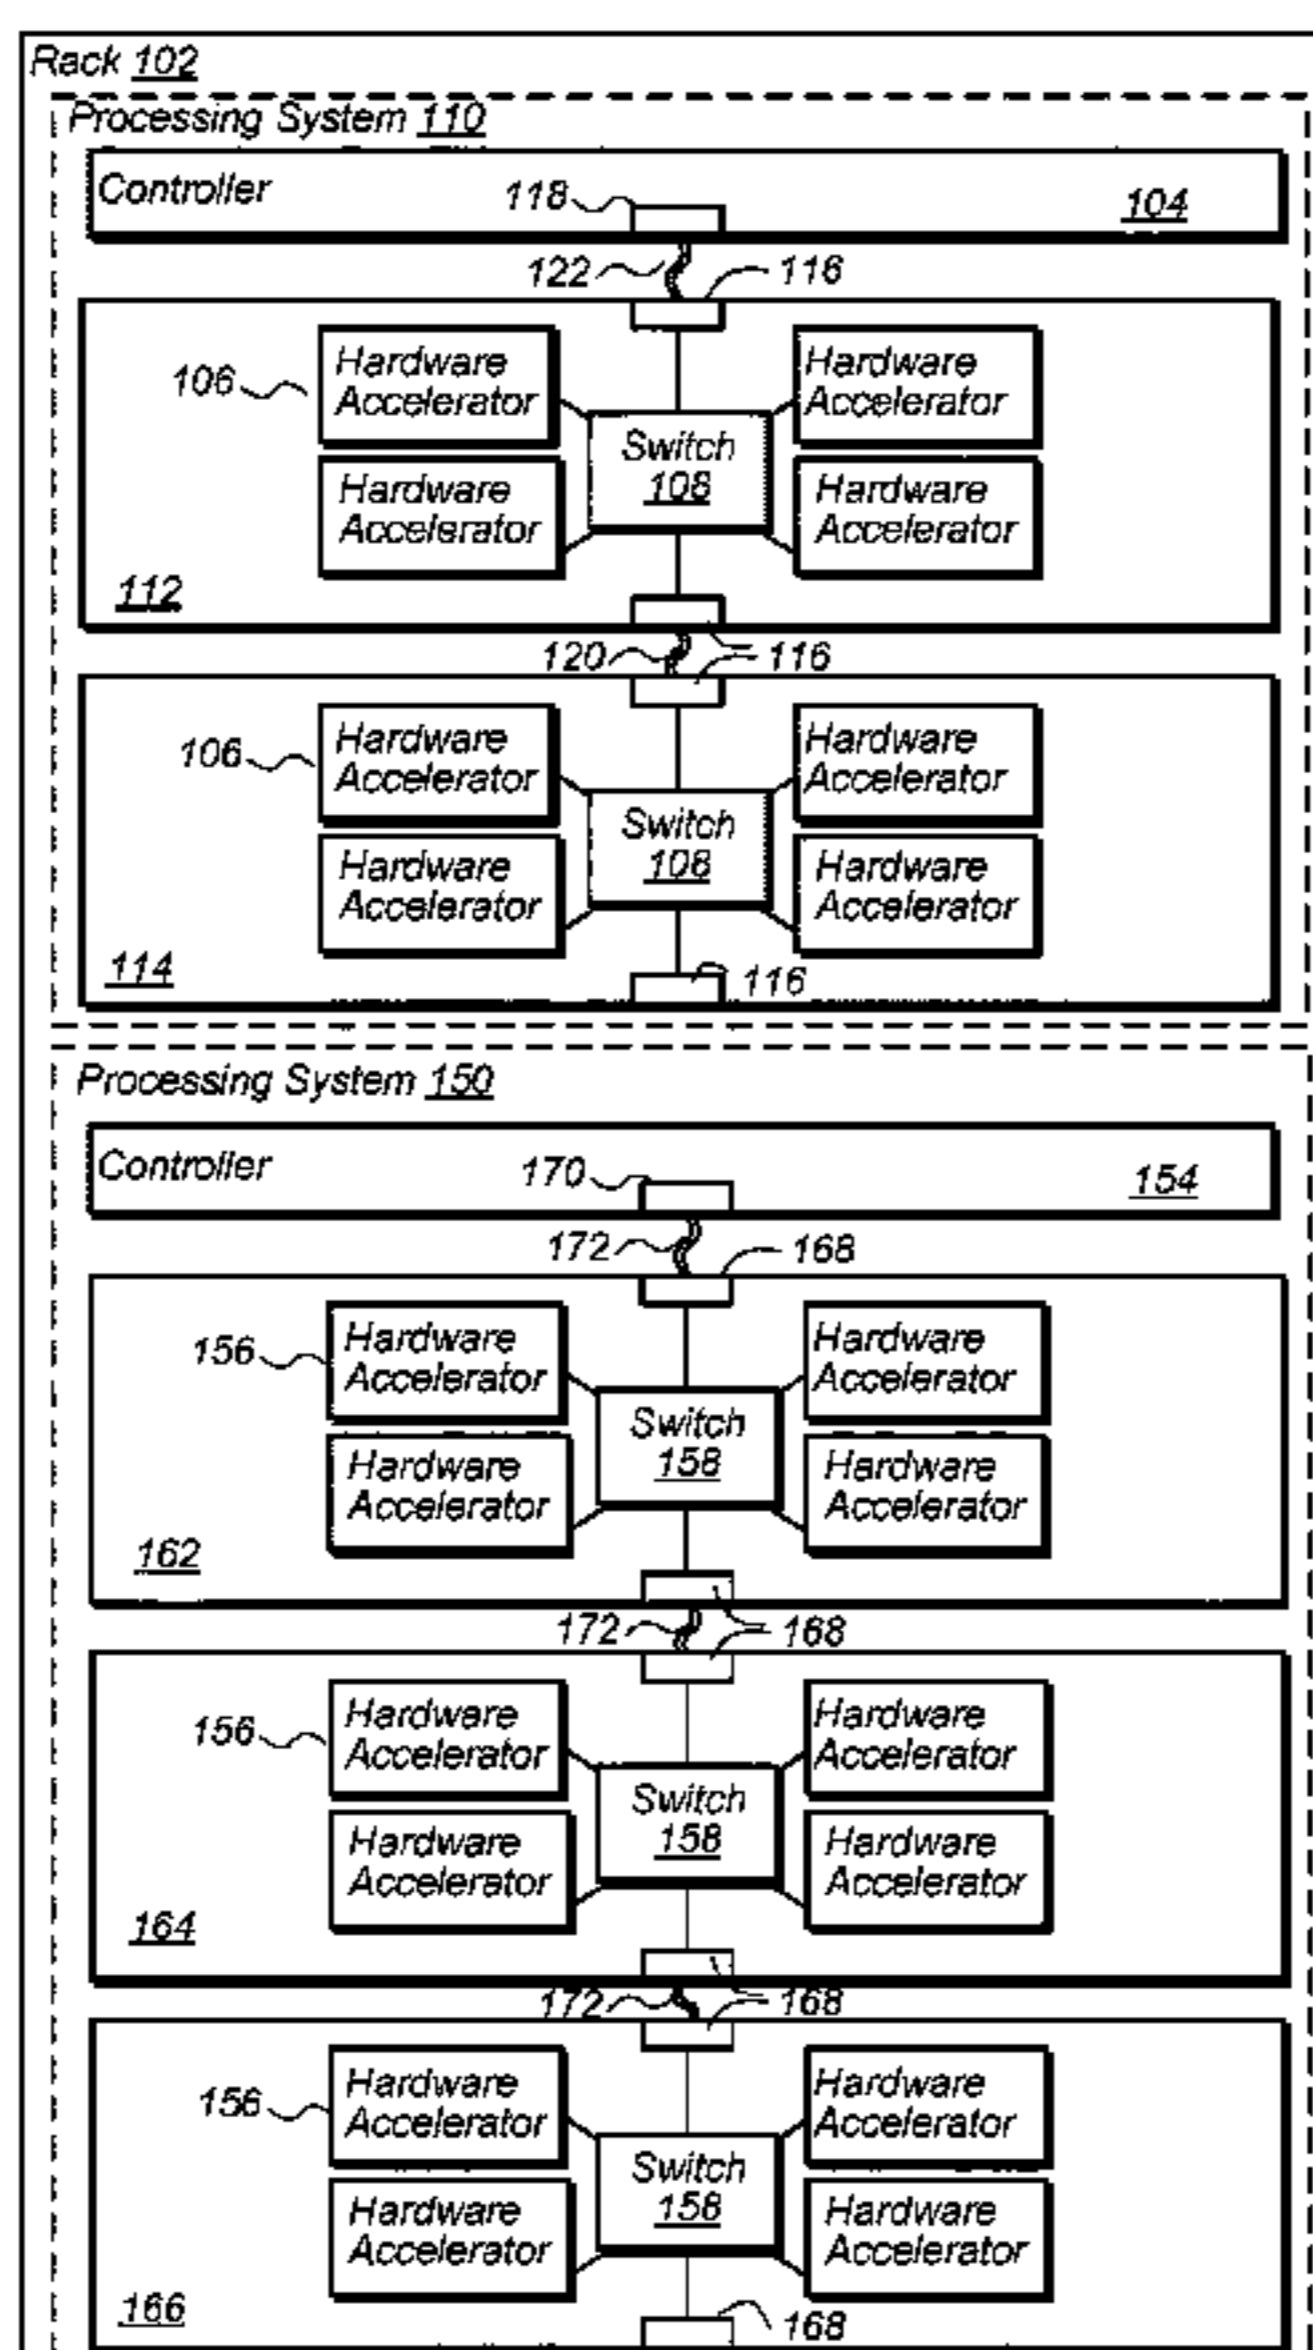 Rack 102
Processing System 110
Controller 118 104
122 116
Hardware Accelerator
Hardware Accelerator
106
Switch 108
Hardware Accelerator
Hardware Accelerator
112
120 116
Hardware Accelerator
Hardware Accelerator
106
Switch 108
Hardware Accelerator
Hardware Accelerator
114 116
Processing System 150
Controller 170 154
172 168
Hardware Accelerator
Hardware Accelerator
156
Switch 158
Hardware Accelerator
Hardware Accelerator
162
172 168
Hardware Accelerator
Hardware Accelerator
156
Switch 158
Hardware Accelerator
Hardware Accelerator
164
172 168
Hardware Accelerator
Hardware Accelerator
156
Switch 158
Hardware Accelerator
Hardware Accelerator
166 168